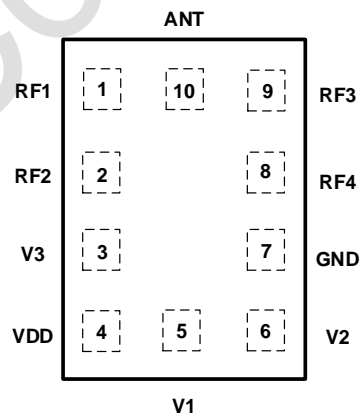 ANT
RF1 1 10 9 RF3
RF2 2 8 RF4
V3 3 7 GND
VDD 4 5 6 V2
V1